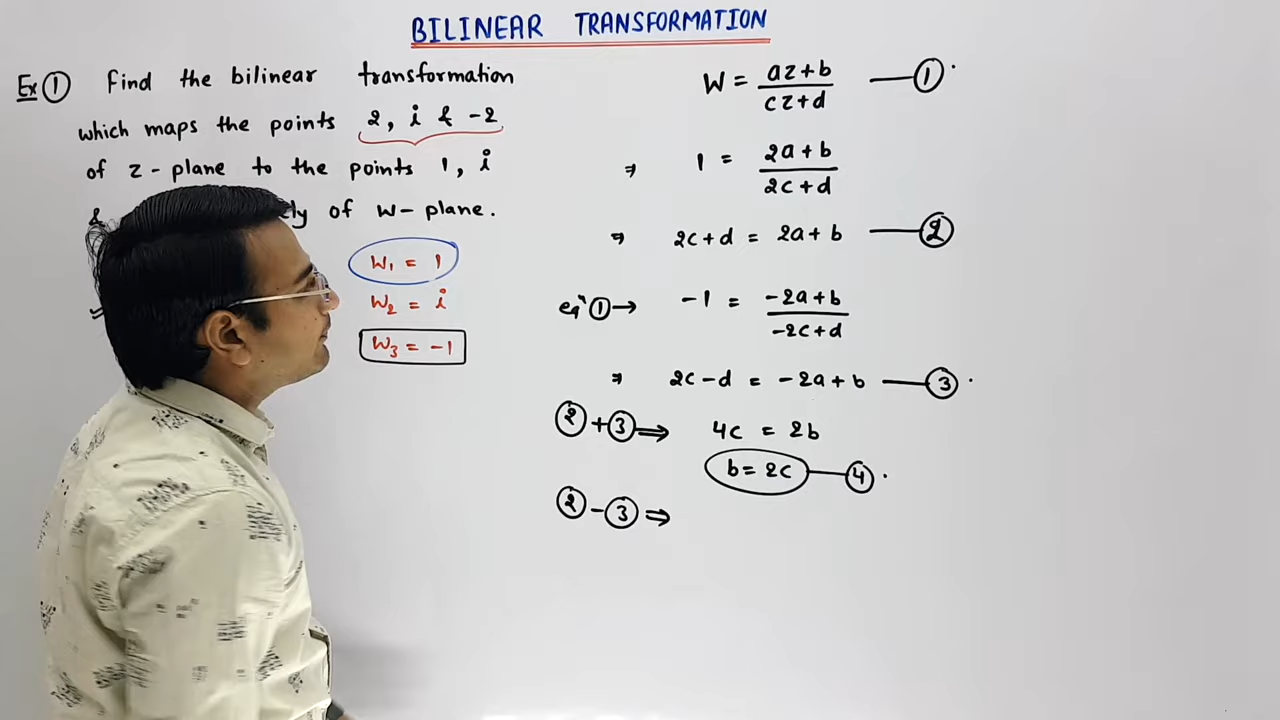 BILINEAR TRANSFORMATION
Ex ① Find the bilinear transformation
which maps the points 2, i & -2
of z-plane to the points 1, i
& ely of w-plane.
W₁ = 1
W₂ = i
W₃ = -1
W = az+b / cz+d ——①
⇒ 1 = 2a+b / 2c+d
⇒ 2c+d = 2a+b ——②
eqⁿ ①→ -1 = -2a+b / -2c+d
⇒ 2c-d = -2a+b ——③
②+③⇒ 4c = 2b
b=2c ——④
②-③⇒